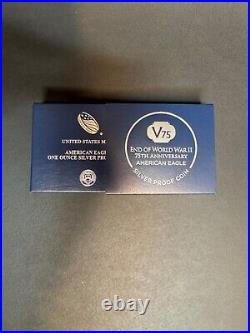 UNITED STATES M
AMERICAN EAGL
ONE OUNCE SILVER PRO
V75
END OF WORLD WAR II
75TH ANNIVERSARY
AMERICAN EAGLE
SILVER PROOF COIN